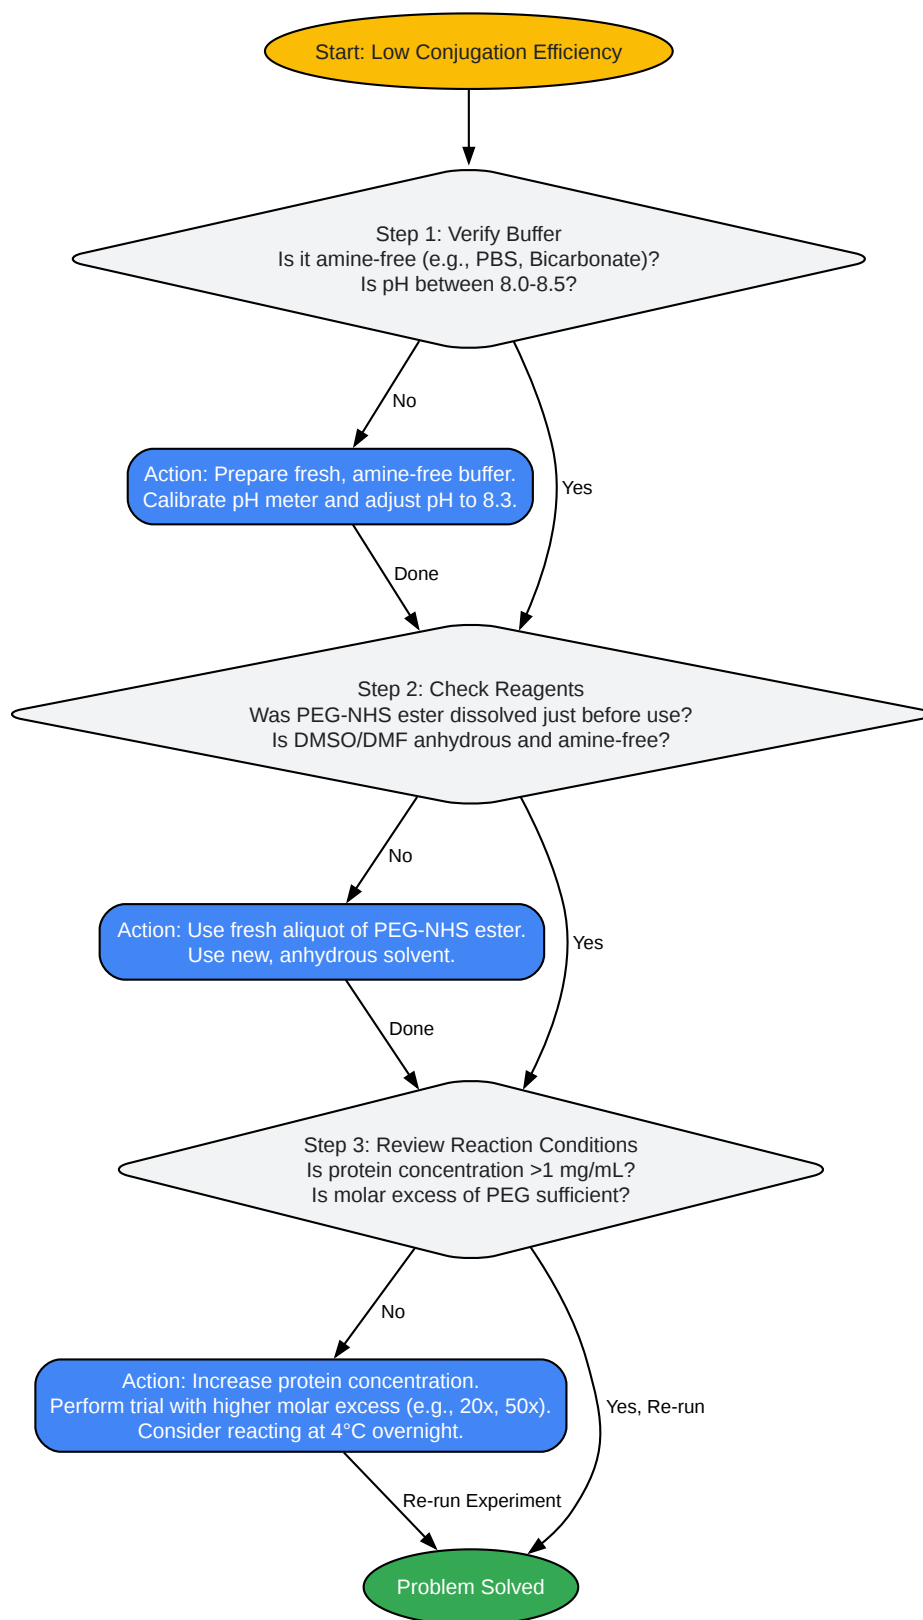 Start: Low Conjugation Efficiency
Step 1: Verify Buffer
Is it amine-free (e.g., PBS, Bicarbonate)?
Is pH between 8.0-8.5?
No
Action: Prepare fresh, amine-free buffer.
Calibrate pH meter and adjust pH to 8.3.
Yes
Done
Step 2: Check Reagents
Was PEG-NHS ester dissolved just before use?
Is DMSO/DMF anhydrous and amine-free?
No
Action: Use fresh aliquot of PEG-NHS ester.
Use new, anhydrous solvent.
Yes
Done
Step 3: Review Reaction Conditions
Is protein concentration >1 mg/mL?
Is molar excess of PEG sufficient?
No
Action: Increase protein concentration.
Perform trial with higher molar excess (e.g., 20x, 50x).
Consider reacting at 4°C overnight.
Yes, Re-run
Re-run Experiment
Problem Solved